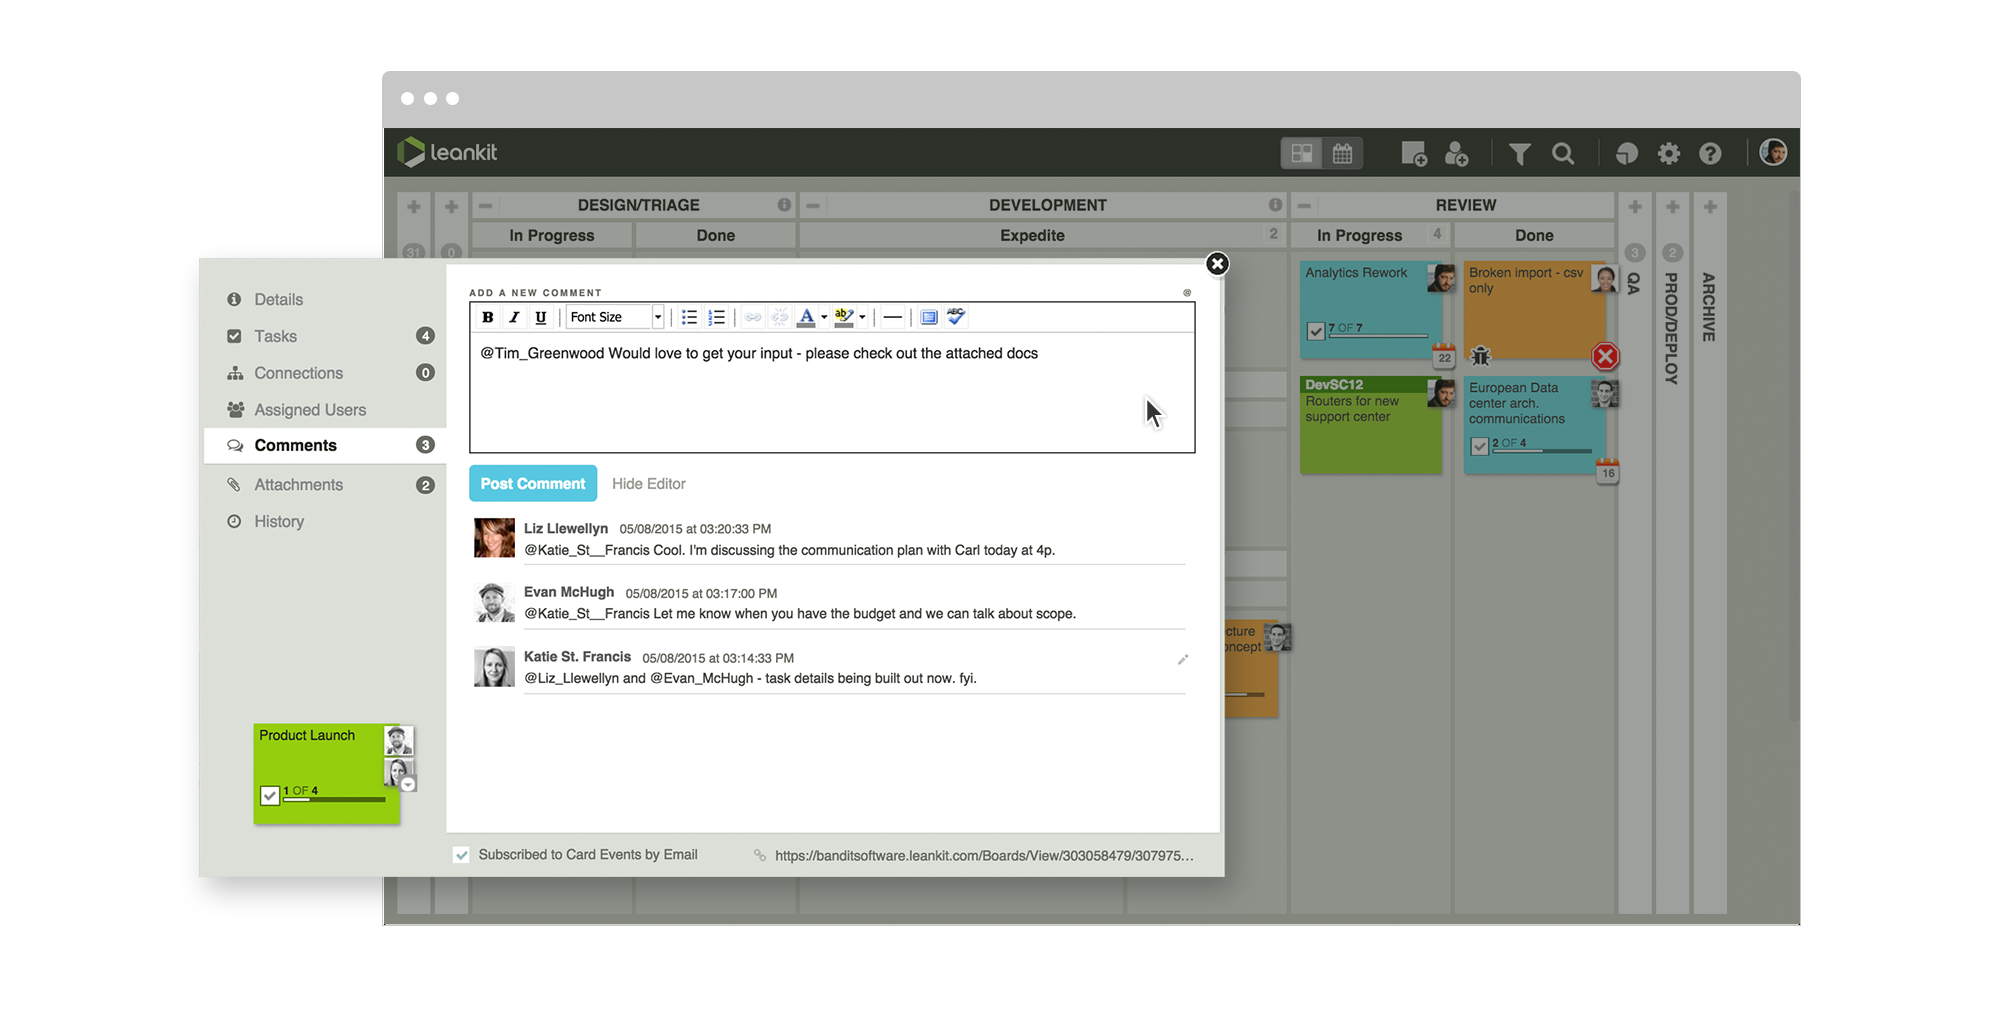 leankit
DESIGN/TRIAGE
DEVELOPMENT
REVIEW
In Progress
Done
Expedite
2
In Progress
4
Done
31
0
3
QA
2
PROD/DEPLOY
ARCHIVE
Details
Tasks
4
Connections
0
Assigned Users
Comments
3
Attachments
2
History
Product Launch
1 OF 4
ADD A NEW COMMENT
@
B I U
Font Size
A
ab
ABC
@Tim_Greenwood Would love to get your input - please check out the attached docs
Post Comment
Hide Editor
Liz Llewellyn 05/08/2015 at 03:20:33 PM
@Katie_St__Francis Cool. I'm discussing the communication plan with Carl today at 4p.
Evan McHugh 05/08/2015 at 03:17:00 PM
@Katie_St__Francis Let me know when you have the budget and we can talk about scope.
Katie St. Francis 05/08/2015 at 03:14:33 PM
@Liz_Llewellyn and @Evan_McHugh - task details being built out now. fyi.
Subscribed to Card Events by Email
https://banditsoftware.leankit.com/Boards/View/303058479/307975...
Analytics Rework
7 OF 7
22
Broken import - csv
only
DevSC12
Routers for new
support center
European Data
center arch.
communications
2 OF 4
16
cture
oncept